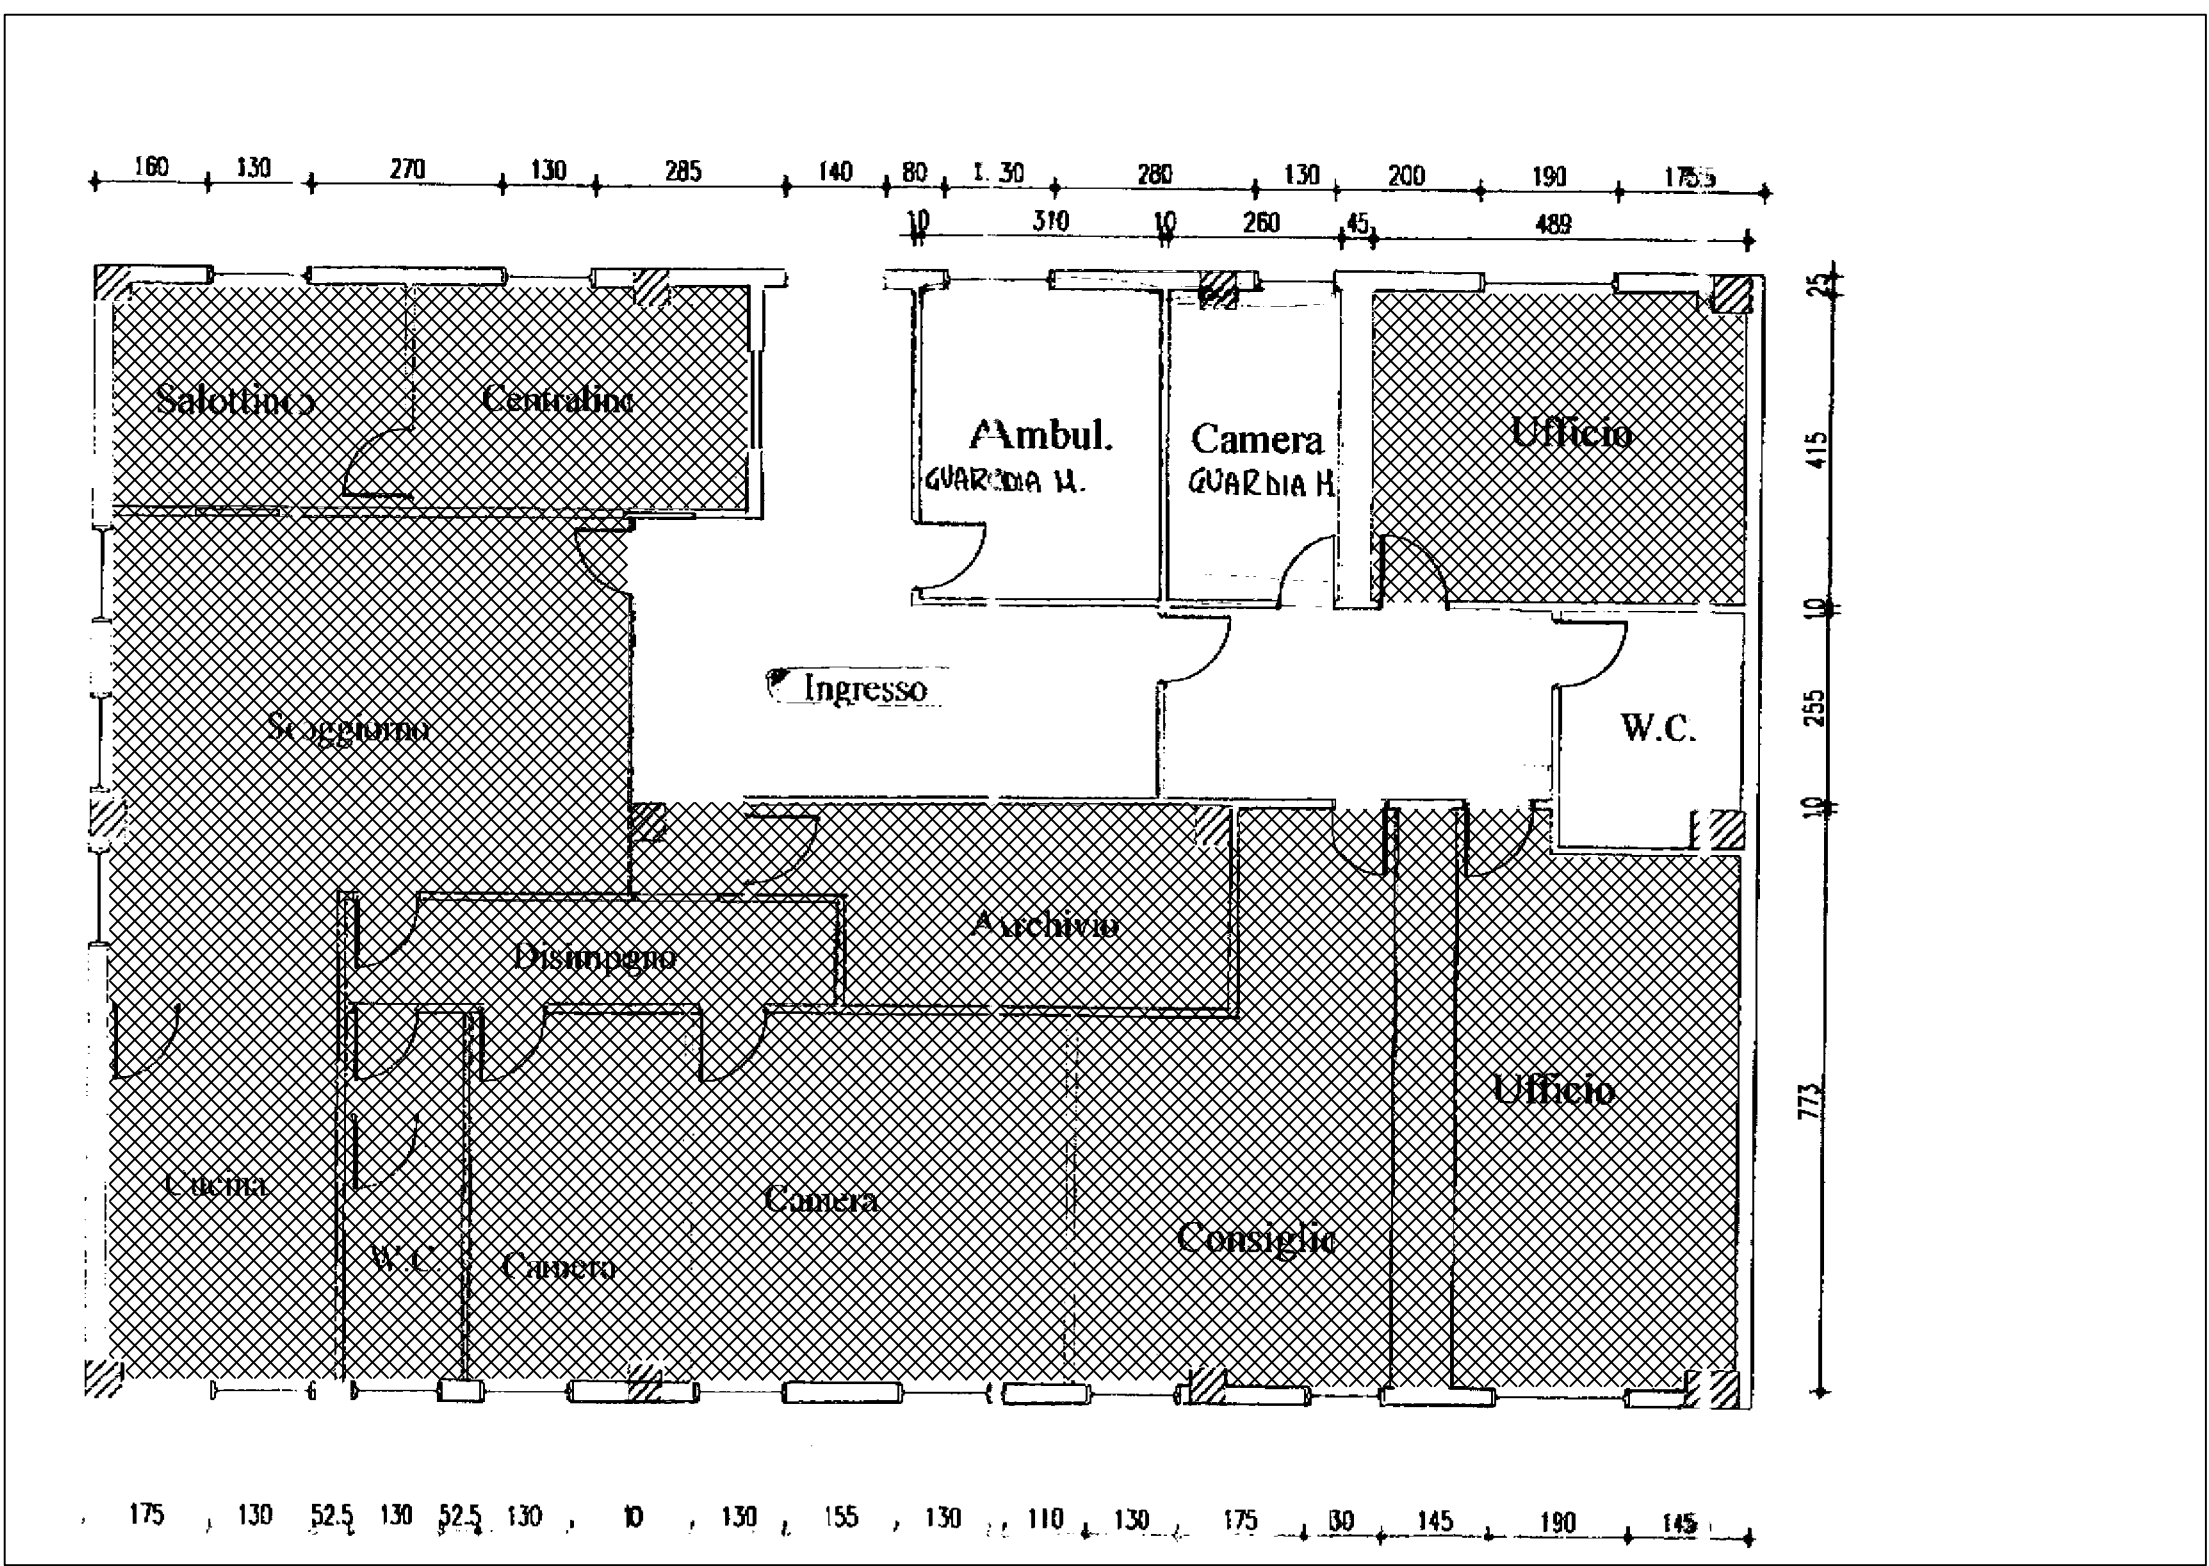 160 130 270 130 285 140 80 1.30 280 130 200 190 175.5
10 310 10 260 45 489
25
Salottino
Centralino
Ambul.
GUARDIA M.
Camera
GUARDIA M
Ufficio
415
10
Ingresso
Soggiorno
W.C.
255
10
Archivio
Disimpegno
Ufficio
773
Cucina
Camera
Consiglio
W.C.
Camera
175 130 52.5 130 52.5 130 10 130 155 130 110 130 175 30 145 190 145